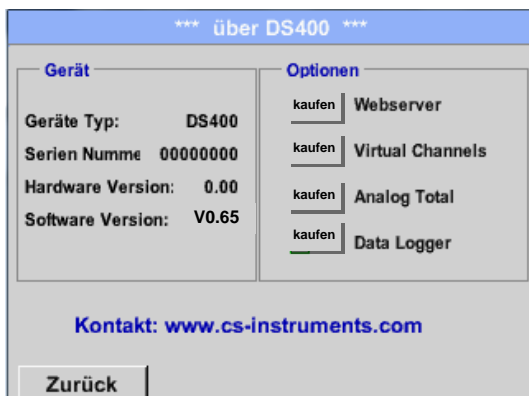 *** über DS400 ***
Gerät
Geräte Typ: DS400
Serien Numme 00000000
Hardware Version: 0.00
Software Version: V0.65
Optionen
kaufen Webserver
kaufen Virtual Channels
kaufen Analog Total
kaufen Data Logger
Kontakt: www.cs-instruments.com
Zurück